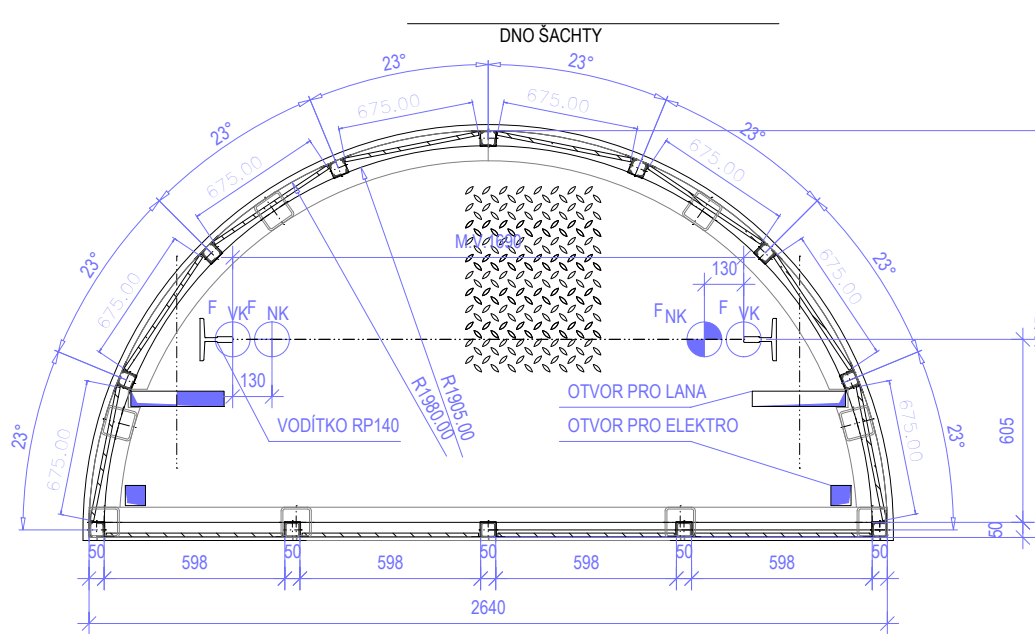 DNO ŠACHTY
23°
23°
675.00
675.00
23°
23°
675.00
675.00
M.V. 1690
23°
23°
675.00
675.00
130
F
VK
F
NK
F
NK
F
VK
130
R1905.00
R1980.00
OTVOR PRO LANA
VODÍTKO RP140
OTVOR PRO ELEKTRO
23°
23°
675.00
675.00
605
50
50
50
50
50
50
598
598
598
598
2640